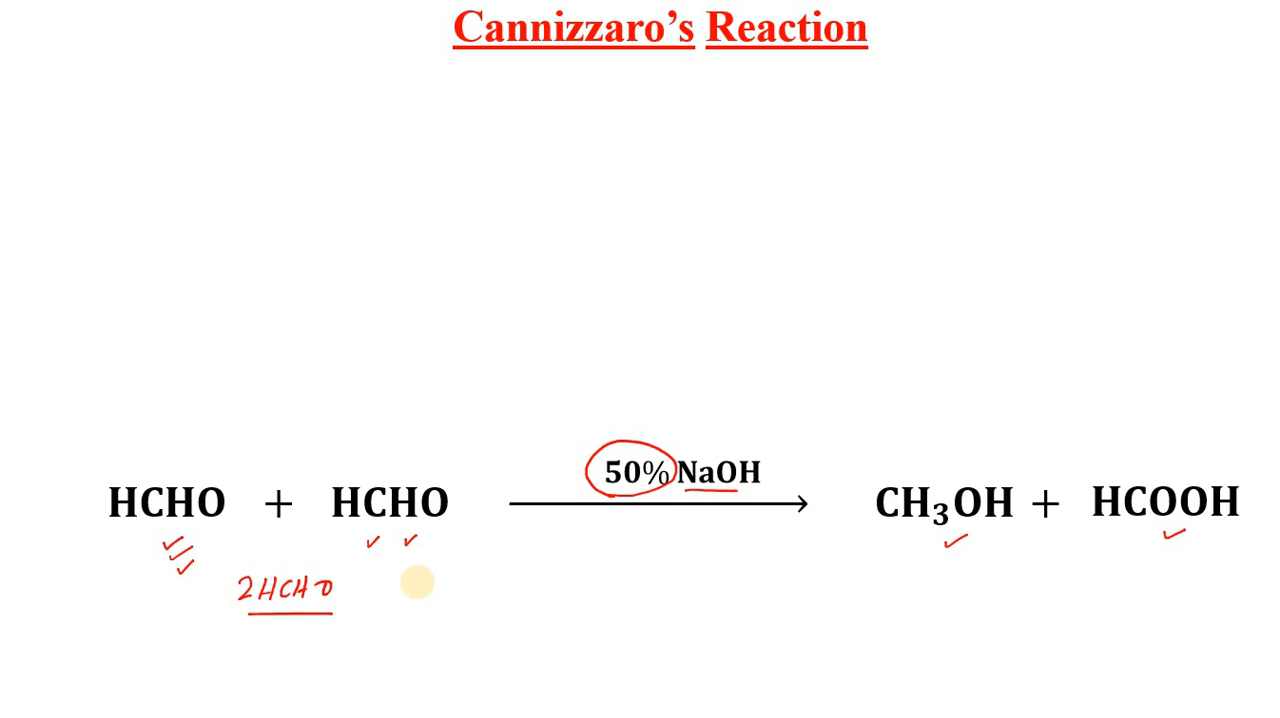 Cannizzaro’s Reaction
50% NaOH
HCHO + HCHO ⟶ CH₃OH + HCOOH
2HCHO